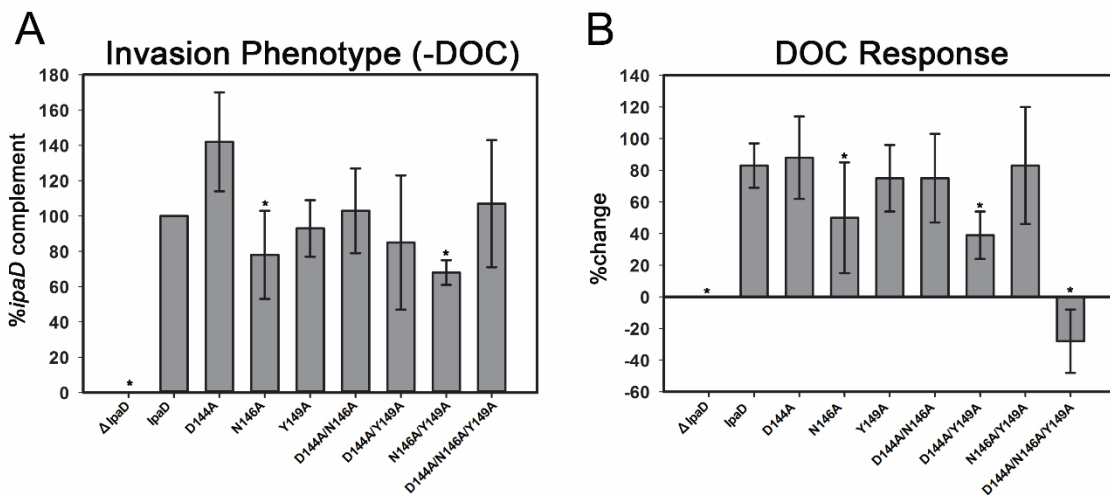 A
Invasion Phenotype (-DOC)
%ipaD complement
180
160
140
120
100
80
60
40
20
0
*
*
*
Δ IpaD
IpaD
D144A
N146A
Y149A
D144A/N146A
D144A/Y149A
N146A/Y149A
D144A/N146A/Y149A
B
DOC Response
%change
140
120
100
80
60
40
20
0
-20
-40
-60
*
*
*
*
Δ IpaD
IpaD
D144A
N146A
Y149A
D144A/N146A
D144A/Y149A
N146A/Y149A
D144A/N146A/Y149A